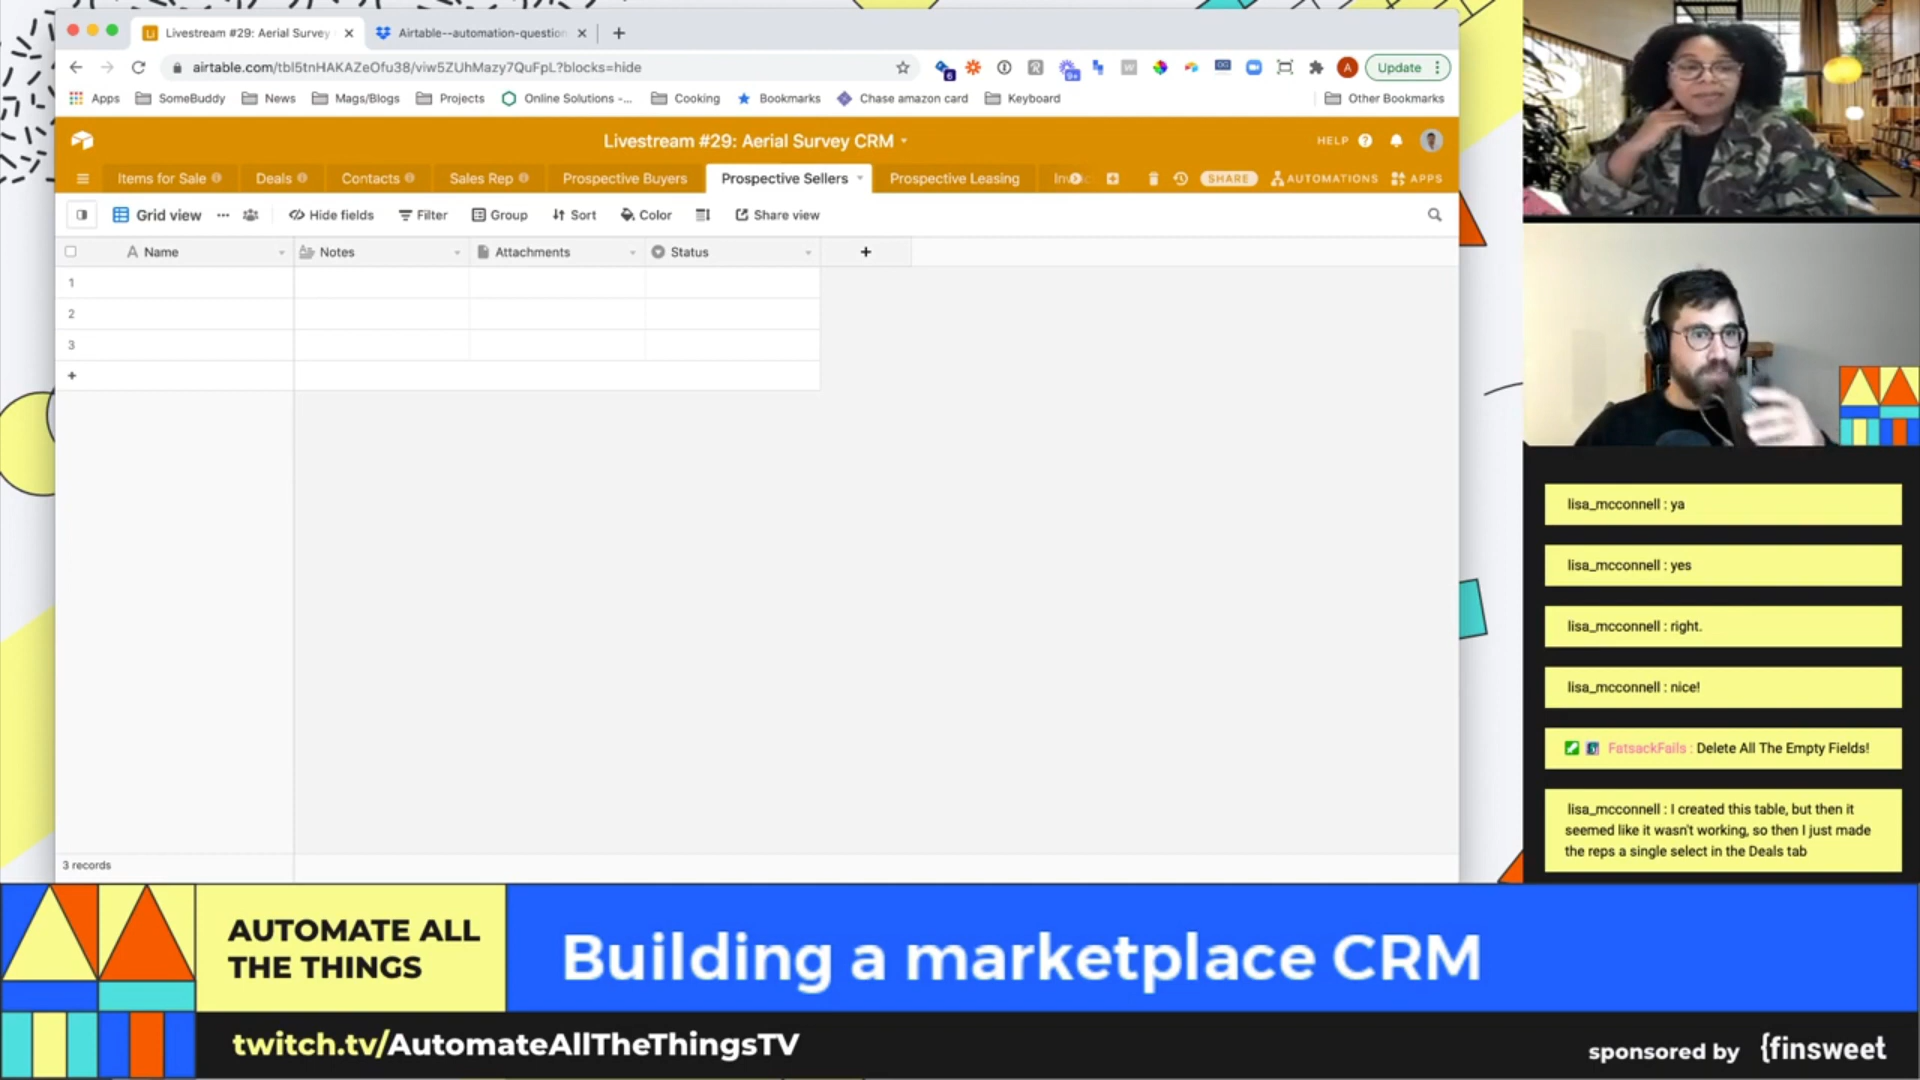 Livestream #29: Aerial Survey
Airtable--automation-question
airtable.com/tbl5tnHAKAZeOfu38/viw5ZUhMazy7QuFpL?blocks=hide
Update
Apps
SomeBuddy
News
Mags/Blogs
Projects
Online Solutions -...
Cooking
Bookmarks
Chase amazon card
Keyboard
Other Bookmarks
Livestream #29: Aerial Survey CRM
HELP
Items for Sale
Deals
Contacts
Sales Rep
Prospective Buyers
Prospective Sellers
Prospective Leasing
SHARE
AUTOMATIONS
APPS
Grid view
Hide fields
Filter
Group
Sort
Color
Share view
Name
Notes
Attachments
Status
1
2
3
3 records
lisa_mcconnell : ya
lisa_mcconnell : yes
lisa_mcconnell : right.
lisa_mcconnell : nice!
FatsackFails : Delete All The Empty Fields!
lisa_mcconnell : I created this table, but then it
seemed like it wasn't working, so then I just made
the reps a single select in the Deals tab
AUTOMATE ALL
THE THINGS
Building a marketplace CRM
twitch.tv/AutomateAllTheThingsTV
sponsored by {finsweet